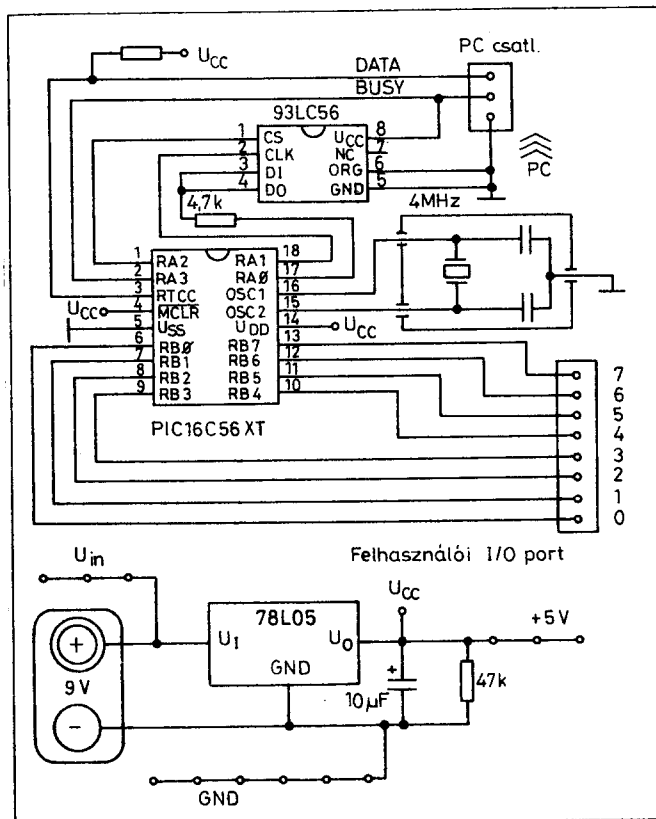 PC csatl.
U_CC
DATA
BUSY
93LC56
1 CS U_CC 8
2 CLK NC 7
3 DI ORG 6
4 DO GND 5
PC
4,7k
4MHz
1 RA2 RA1 18
2 RA3 RAØ 17
3 RTCC OSC1 16
U_CC 4 MCLR OSC2 15
5 U_SS U_DD 14 U_CC
6 RBØ RB7 13
7 RB1 RB6 12
8 RB2 RB5 11
9 RB3 RB4 10
PIC16C56 XT
7
6
5
4
3
2
1
0
Felhasználói I/O port
U_in
U_CC
78L05
+5V
U_I U_O
GND
+
9V
-
+
10µF
47k
GND